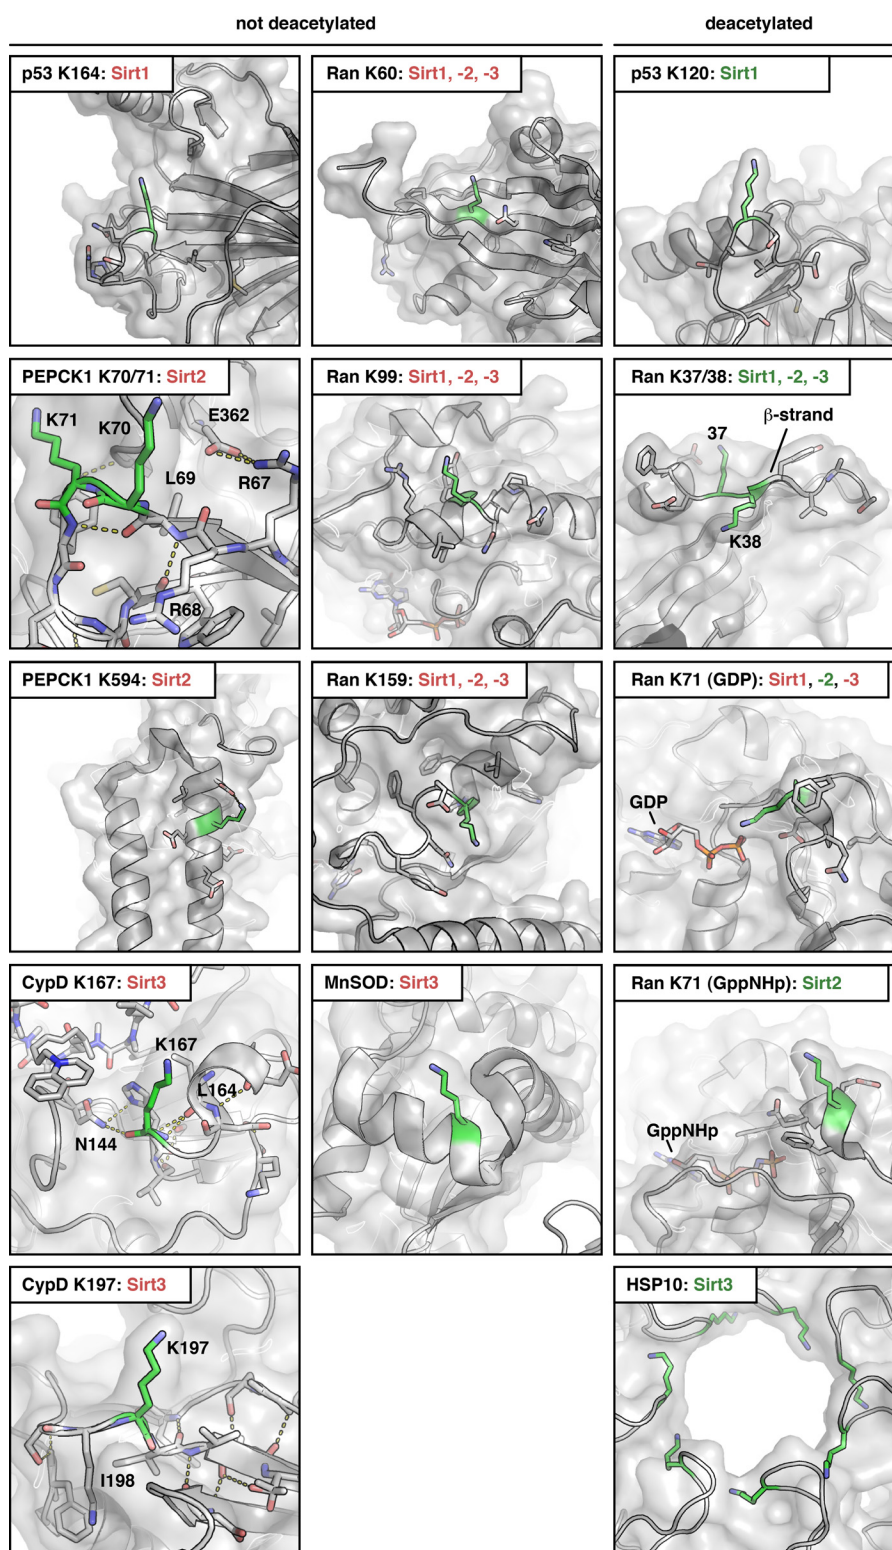 not deacetylated
deacetylated
p53 K164: Sirt1
Ran K60: Sirt1, -2, -3
p53 K120: Sirt1
PEPCK1 K70/71: Sirt2
K71
K70
E362
L69
R67
R68
Ran K99: Sirt1, -2, -3
Ran K37/38: Sirt1, -2, -3
β-strand
37
K38
PEPCK1 K594: Sirt2
Ran K159: Sirt1, -2, -3
Ran K71 (GDP): Sirt1, -2, -3
GDP
CypD K167: Sirt3
K167
L164
N144
MnSOD: Sirt3
Ran K71 (GppNHp): Sirt2
GppNHp
CypD K197: Sirt3
K197
I198
HSP10: Sirt3